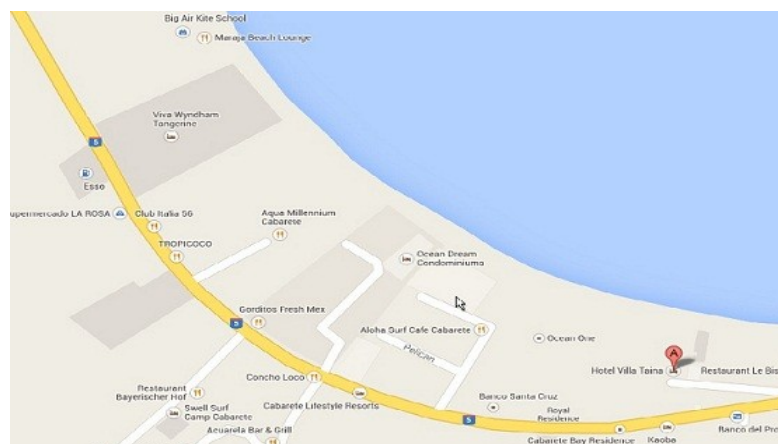 Big Air Kite School
Maraja Beach Lounge
Viva Wyndham
Tangerine
5
Esso
upermercado LA ROSA
Club Italia 56
TROPICOCO
Aqua Millennium
Cabarete
Ocean Dream
Condominiums
Gorditos Fresh Mex
5
Aloha Surf Cafe Cabarete
Pelican
Ocean One
A
Hotel Villa Taina
Restaurant Le Bis
Concho Loco
Restaurant
Bayerischer Hof
Cabarete Lifestyle Resorts
Swell Surf
Camp Cabarete
Banco Santa Cruz
5
Royal
Residence
Acuarela Bar & Grill
Cabarete Bay Residence
Kaoba
Banco del Pro